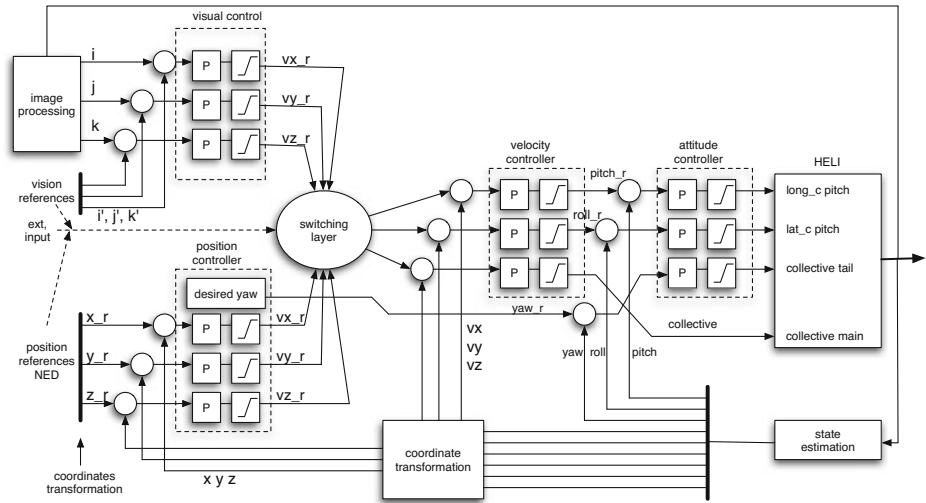 visual control
i
j
k
image
processing
P
P
P
vx_r
vy_r
vz_r
vision
references
i', j', k'
ext,
input
switching
layer
velocity
controller
P
P
P
pitch_r
roll_r
yaw_r
attitude
controller
P
P
P
HELI
long_c pitch
lat_c pitch
collective tail
collective main
collective
position
controller
desired yaw
P
P
P
vx_r
vy_r
vz_r
x_r
y_r
z_r
position
references
NED
coordinates
transformation
x y z
vx
vy
vz
yaw
roll
pitch
coordinate
transformation
state
estimation